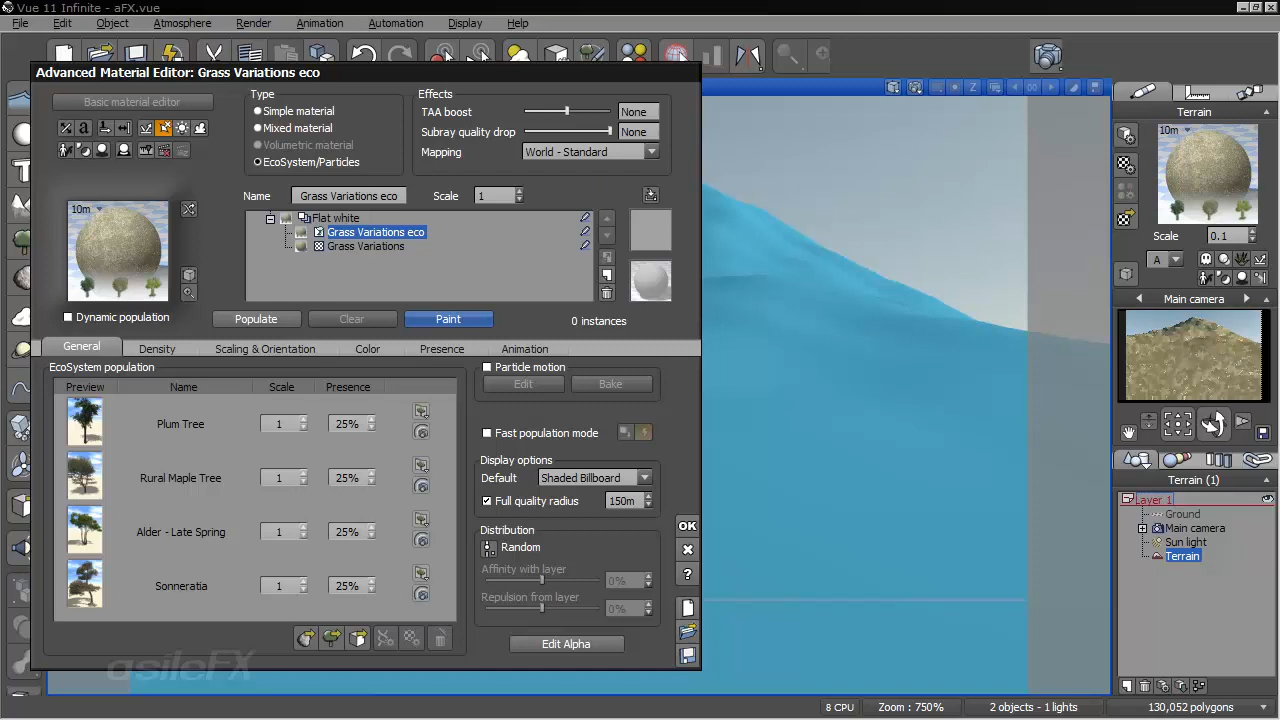 Vue 11 Infinite - aFX.vue
File Edit Object Atmosphere Render Animation Automation Display Help
Advanced Material Editor: Grass Variations eco
Basic material editor
Type
Simple material
Mixed material
Volumetric material
EcoSystem/Particles
Effects
TAA boost None
Subray quality drop None
Mapping World - Standard
Name Grass Variations eco Scale 1
10m
Flat white
Grass Variations eco
Grass Variations
Dynamic population
Populate Clear Paint 0 instances
General Density Scaling & Orientation Color Presence Animation
EcoSystem population
Preview Name Scale Presence
Plum Tree 1 25%
Rural Maple Tree 1 25%
Alder - Late Spring 1 25%
Sonneratia 1 25%
Particle motion
Edit Bake
Fast population mode
Display options
Default Shaded Billboard
Full quality radius 150m
Distribution
Random
Affinity with layer
0%
Repulsion from layer
0%
Edit Alpha
OK
?
asileFX
Terrain
10m
Scale 0.1
A
Main camera
Terrain (1)
Layer 1
Ground
Main camera
Sun light
Terrain
8 CPU Zoom : 750% 2 objects - 1 lights 130,052 polygons